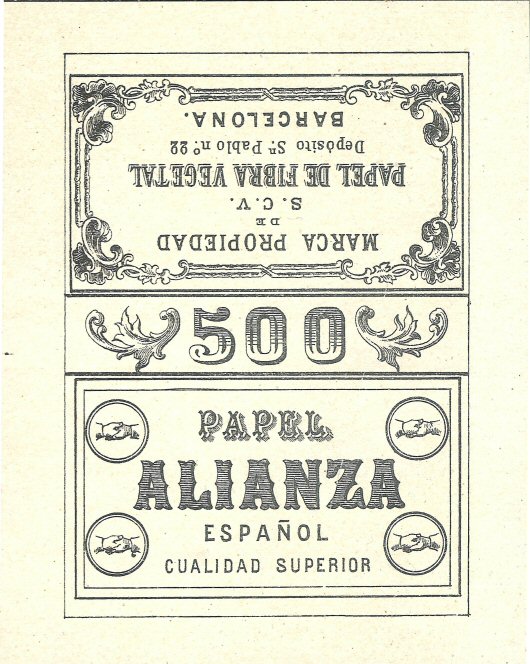 MARCA PROPIEDAD
DE
S. C. V.
PAPEL DE FIBRA VEGETAL
Depósito Sn. Pablo nº 22
BARCELONA.
500
PAPEL
ALIANZA
ESPAÑOL
CUALIDAD SUPERIOR